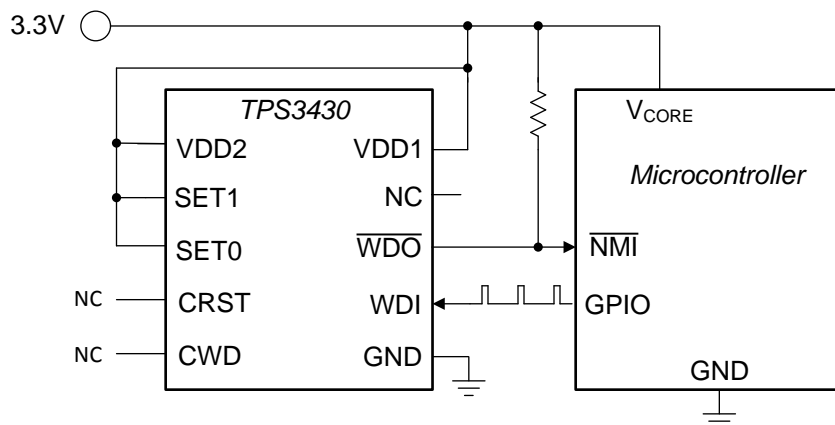 3.3V
TPS3430
VDD2
SET1
SET0
CRST
CWD
VDD1
NC
WDO
WDI
GND
NC
NC
VCORE
Microcontroller
NMI
GPIO
GND